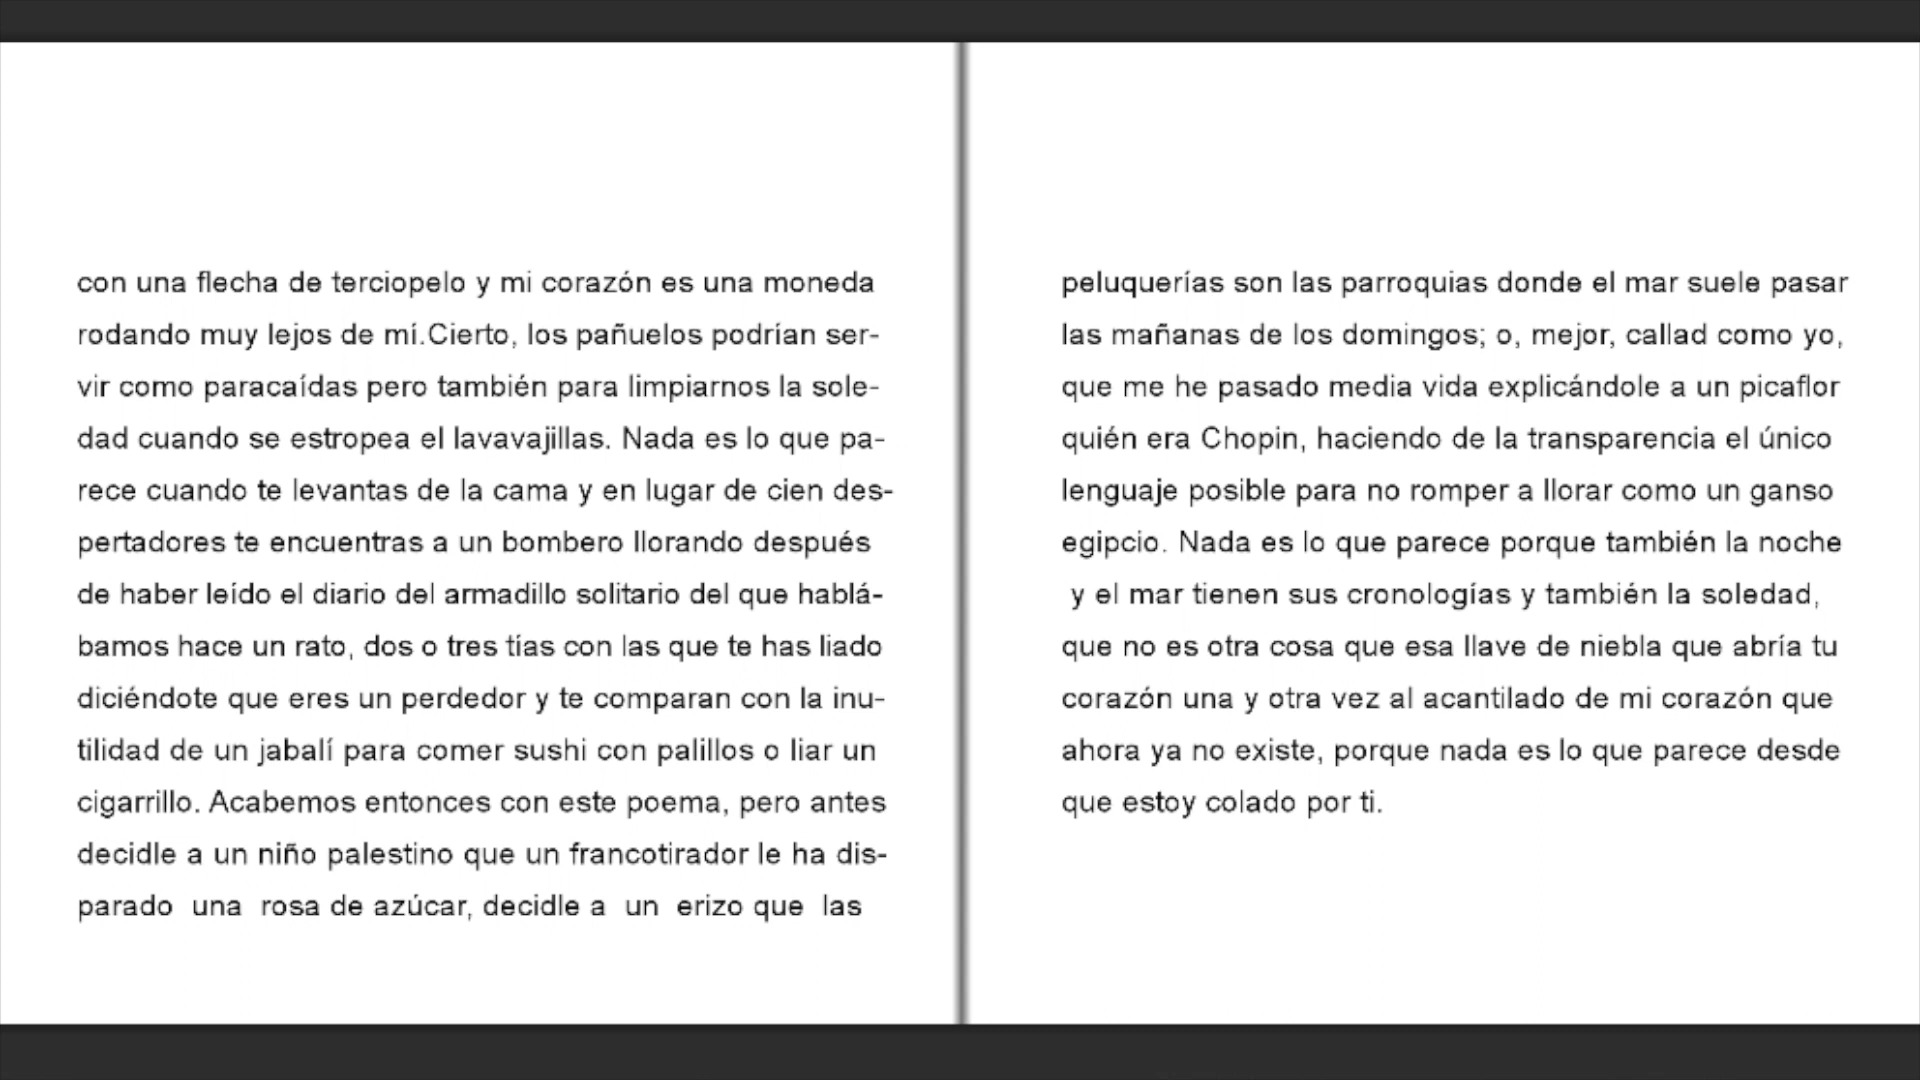 con una flecha de terciopelo y mi corazón es una moneda
rodando muy lejos de mí.Cierto, los pañuelos podrían ser-
vir como paracaídas pero también para limpiarnos la sole-
dad cuando se estropea el lavavajillas. Nada es lo que pa-
rece cuando te levantas de la cama y en lugar de cien des-
pertadores te encuentras a un bombero llorando después
de haber leído el diario del armadillo solitario del que hablá-
bamos hace un rato, dos o tres tías con las que te has liado
diciéndote que eres un perdedor y te comparan con la inu-
tilidad de un jabalí para comer sushi con palillos o liar un
cigarrillo. Acabemos entonces con este poema, pero antes
decidle a un niño palestino que un francotirador le ha dis-
parado una rosa de azúcar, decidle a un erizo que las
peluquerías son las parroquias donde el mar suele pasar
las mañanas de los domingos; o, mejor, callad como yo,
que me he pasado media vida explicándole a un picaflor
quién era Chopin, haciendo de la transparencia el único
lenguaje posible para no romper a llorar como un ganso
egipcio. Nada es lo que parece porque también la noche
y el mar tienen sus cronologías y también la soledad,
que no es otra cosa que esa llave de niebla que abría tu
corazón una y otra vez al acantilado de mi corazón que
ahora ya no existe, porque nada es lo que parece desde
que estoy colado por ti.